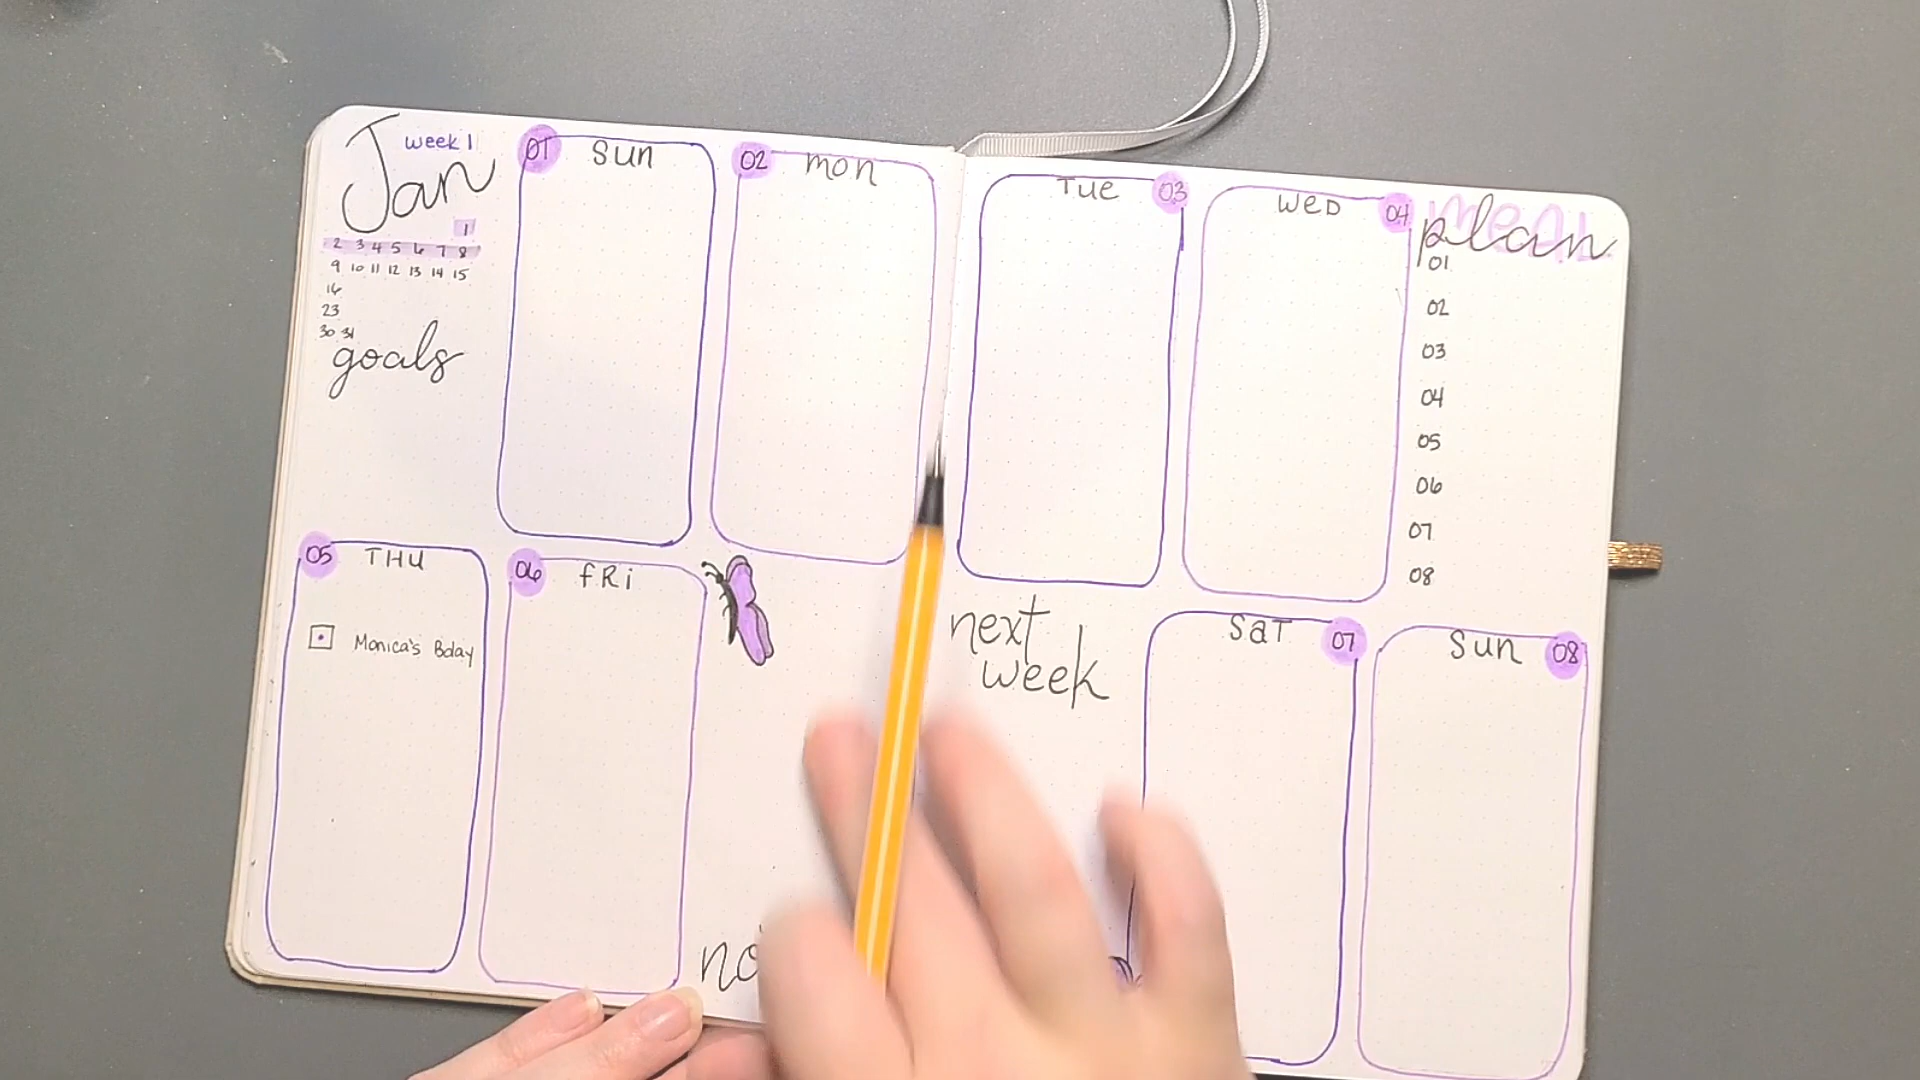 Jan
week 1
1
2 3 4 5 6 7 8
9 10 11 12 13 14 15
16
23
30 31
goals
01 Sun
02 mon
Tue 03
WED 04
meal
plan
01
02
03
04
05
06
07
08
05 THU
Monica's Bday
06 fRi
next
week
SaT 07
Sun 08